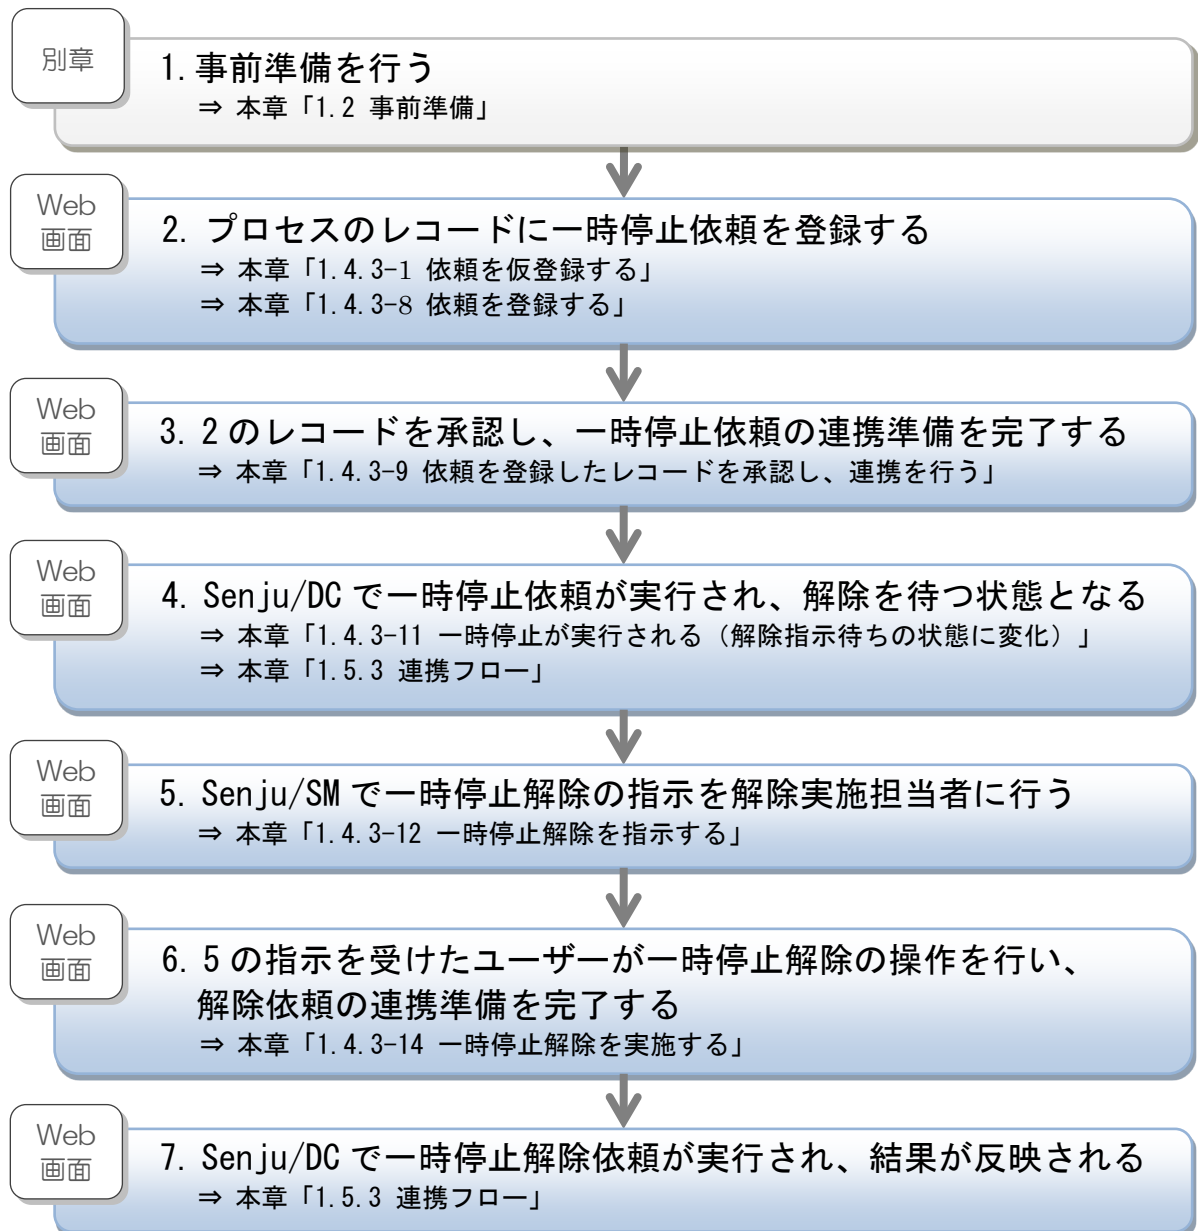 別章
1. 事前準備を行う
⇒ 本章「1.2 事前準備」
Web
画面
2. プロセスのレコードに一時停止依頼を登録する
⇒ 本章「1.4.3-1 依頼を仮登録する」
⇒ 本章「1.4.3-8 依頼を登録する」
Web
画面
3. 2のレコードを承認し、一時停止依頼の連携準備を完了する
⇒ 本章「1.4.3-9 依頼を登録したレコードを承認し、連携を行う」
Web
画面
4. Senju/DCで一時停止依頼が実行され、解除を待つ状態となる
⇒ 本章「1.4.3-11 一時停止が実行される（解除指示待ちの状態に変化）」
⇒ 本章「1.5.3 連携フロー」
Web
画面
5. Senju/SMで一時停止解除の指示を解除実施担当者に行う
⇒ 本章「1.4.3-12 一時停止解除を指示する」
Web
画面
6. 5の指示を受けたユーザーが一時停止解除の操作を行い、
解除依頼の連携準備を完了する
⇒ 本章「1.4.3-14 一時停止解除を実施する」
Web
画面
7. Senju/DCで一時停止解除依頼が実行され、結果が反映される
⇒ 本章「1.5.3 連携フロー」